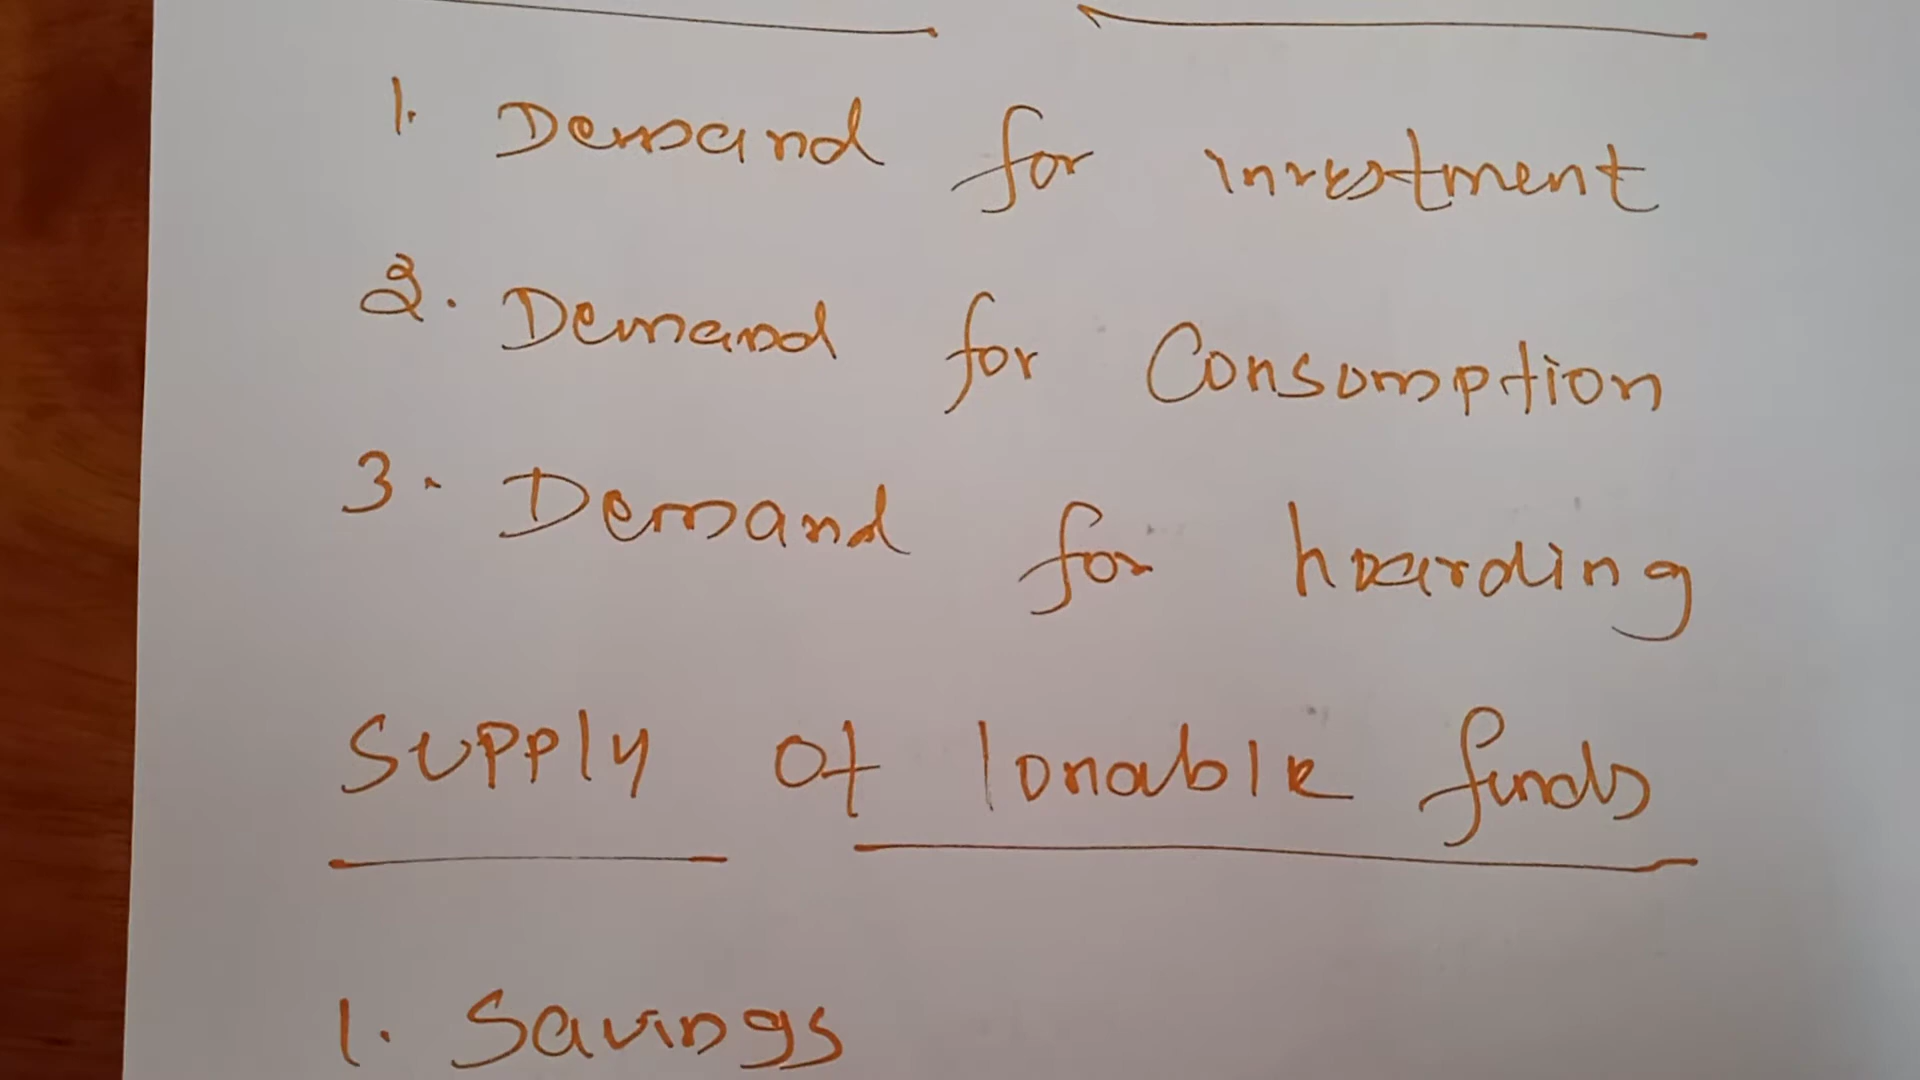 1. Demand for investment
2. Demand for Consumption
3. Demand for hoarding
Supply of lonable funds
1. Savings